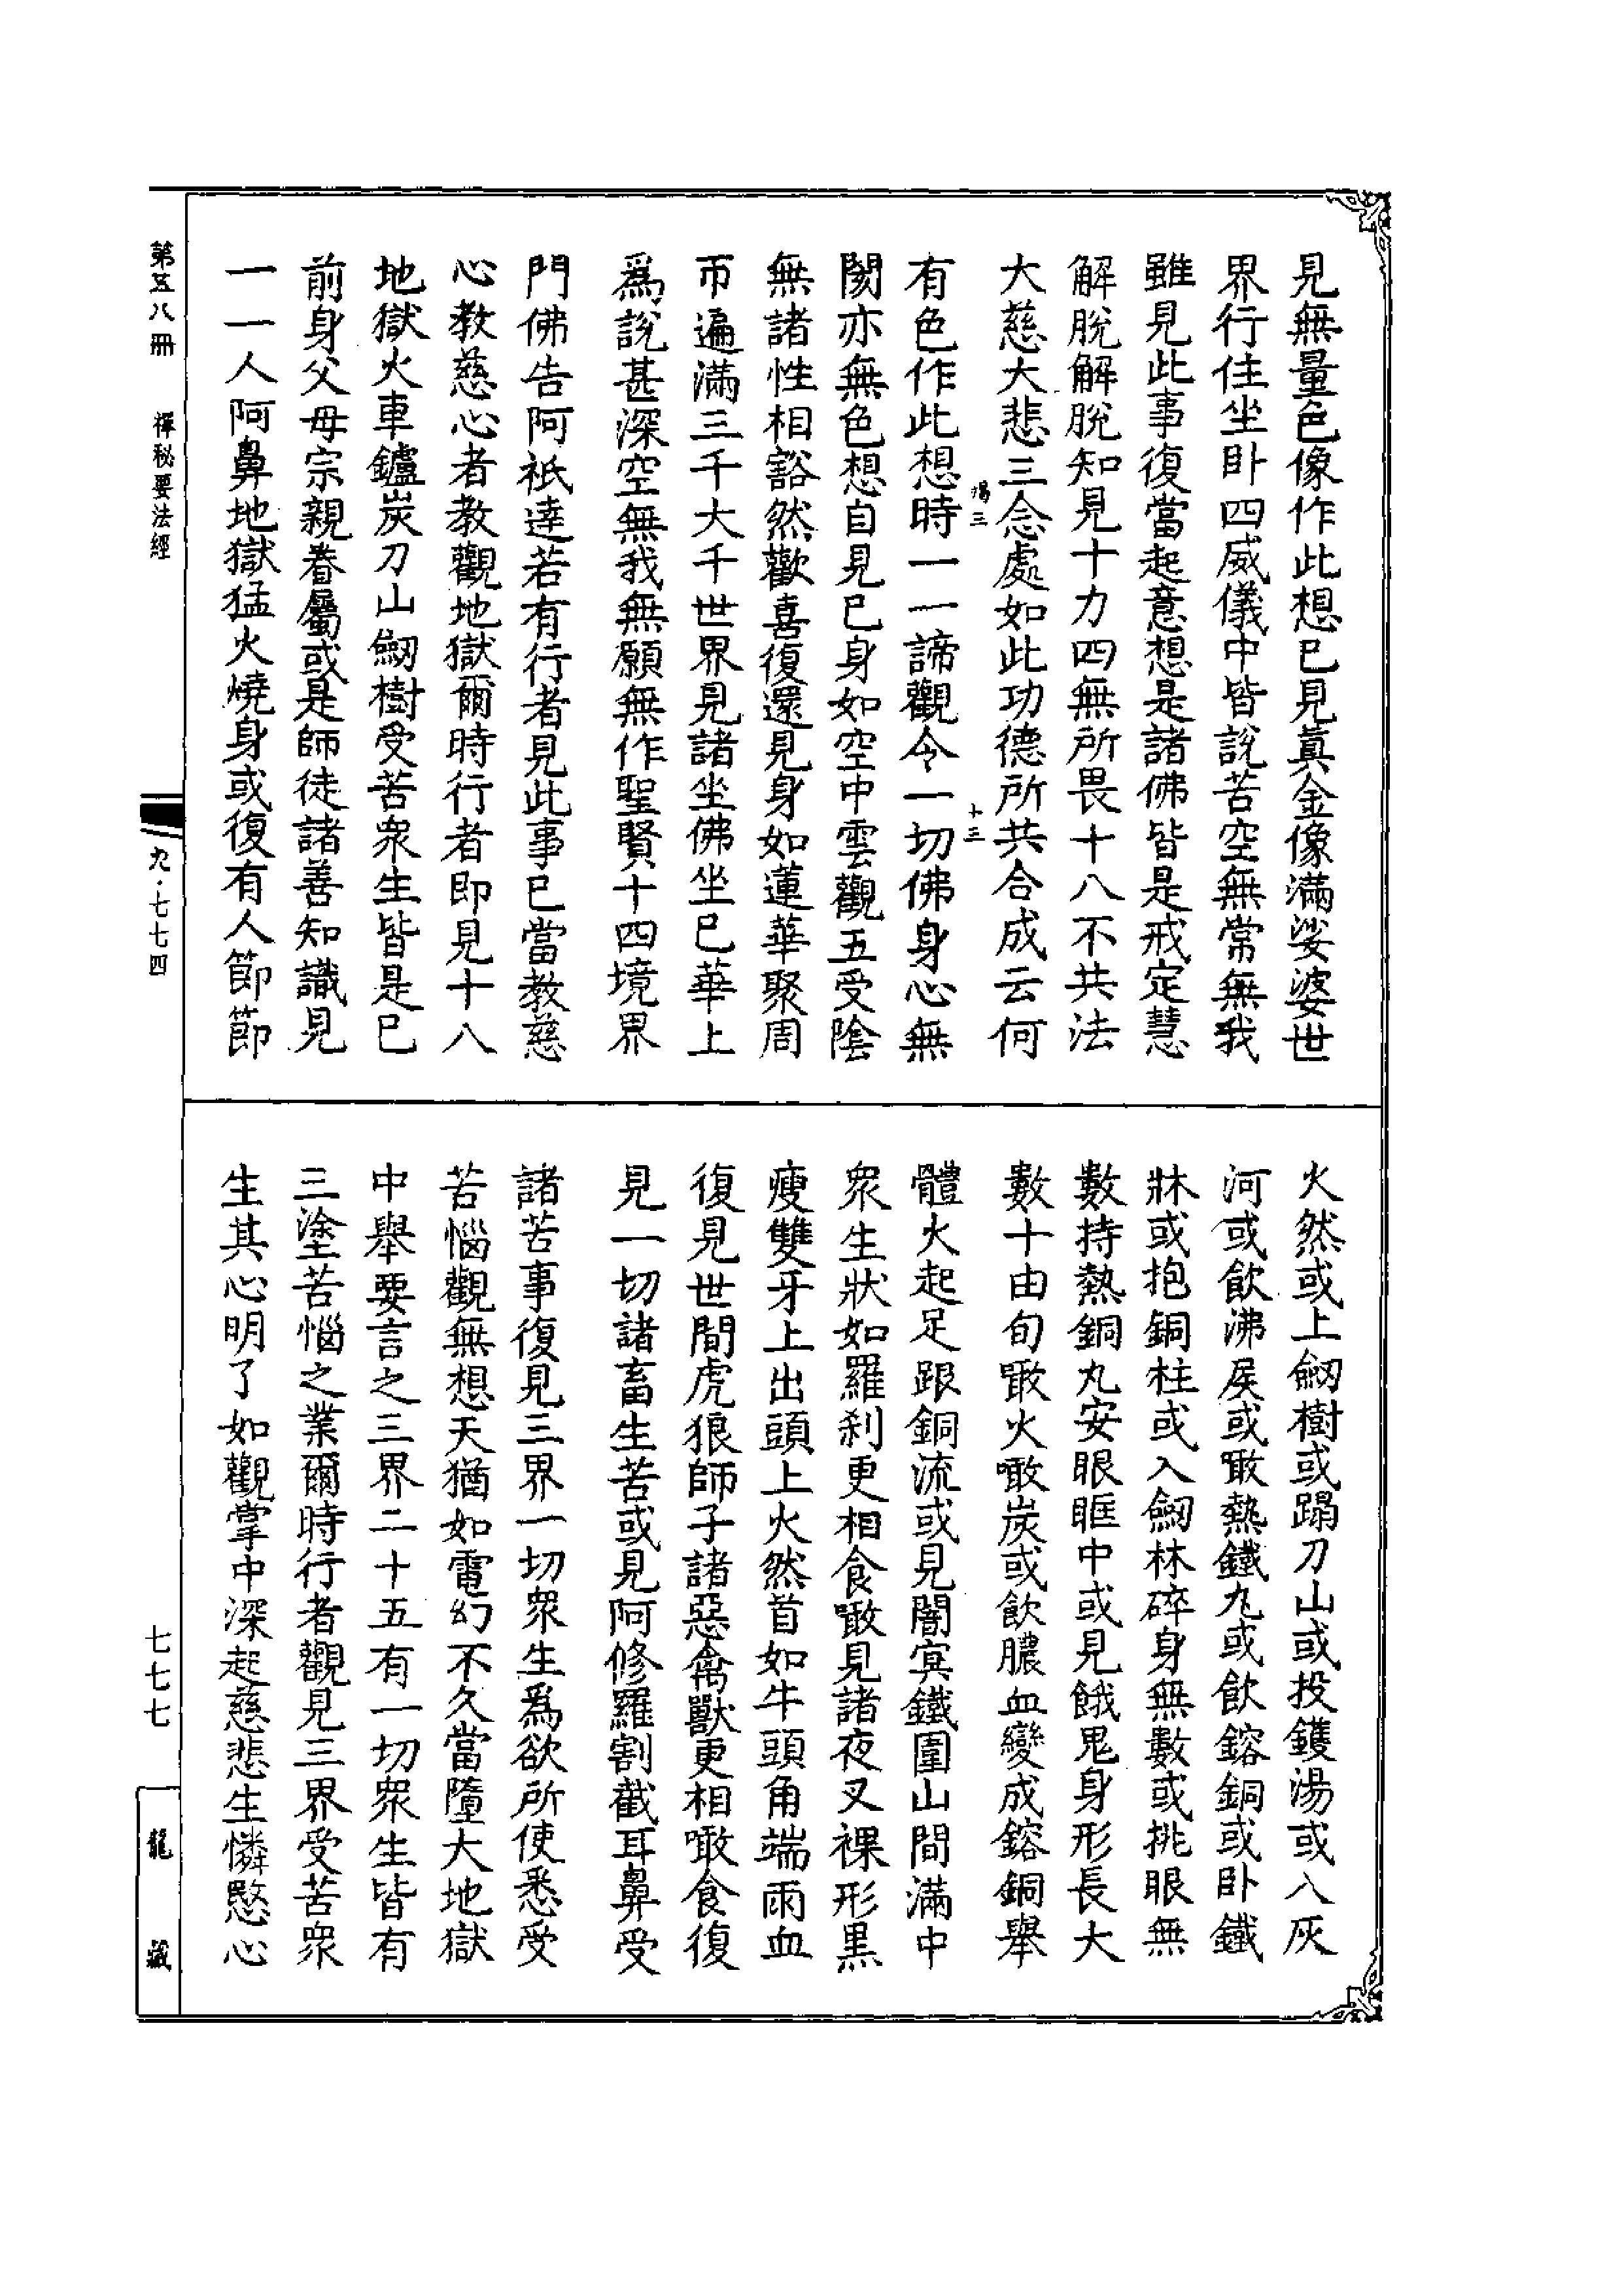 見無量色像作此想已見真金像滿娑婆世
界行住坐臥四威儀中皆說苦空無常無我
雖見此事復當起意想是諸佛皆是戒定慧
解脫解脫知見十力四無所畏十八不共法
大慈大悲三念處如此功德所共合成云何
有色作此想時一一諦觀令一切佛身心無
閡亦無色想自見已身如空中雲觀五受陰
無諸性相豁然歡喜復還見身如蓮華聚周
帀遍滿三千大千世界見諸坐佛坐已華上
爲說甚深空無我無願無作聖賢十四境界
門佛告阿祇達若有行者見此事已當教慈
心教慈心者教觀地獄爾時行者即見十八
地獄火車鑪炭刀山劒樹受苦衆生皆是已
前身父母宗親眷屬或是師徒諸善知識見
一一人阿鼻地獄猛火燒身或復有人節節
火然或上劒樹或蹋刀山或投鑊湯或入灰
河或飲沸屎或噉熱鐵丸或飲鎔銅或臥鐵
牀或抱銅柱或入劒林碎身無數或挑眼無
數持熱銅丸安眼眶中或見餓鬼身形長大
數十由旬噉火噉炭或飲膿血變成鎔銅舉
體火起足跟銅流或見闇冥鐵圍山間滿中
衆生狀如羅刹更相食噉見諸夜叉裸形黑
瘦雙牙上出頭上火然首如牛頭角端雨血
復見世間虎狼師子諸惡禽獸更相噉食復
見一切諸畜生苦或見阿修羅割截耳鼻受
諸苦事復見三界一切衆生爲欲所使悉受
苦惱觀無想天猶如電幻不久當墮大地獄
中舉要言之三界二十五有一切衆生皆有
三塗苦惱之業爾時行者觀見三界受苦衆
生其心明了如觀掌中深起慈悲生憐愍心
竭三
十三
第五八冊
禪秘要法經
九·七七四
七七七
龍藏